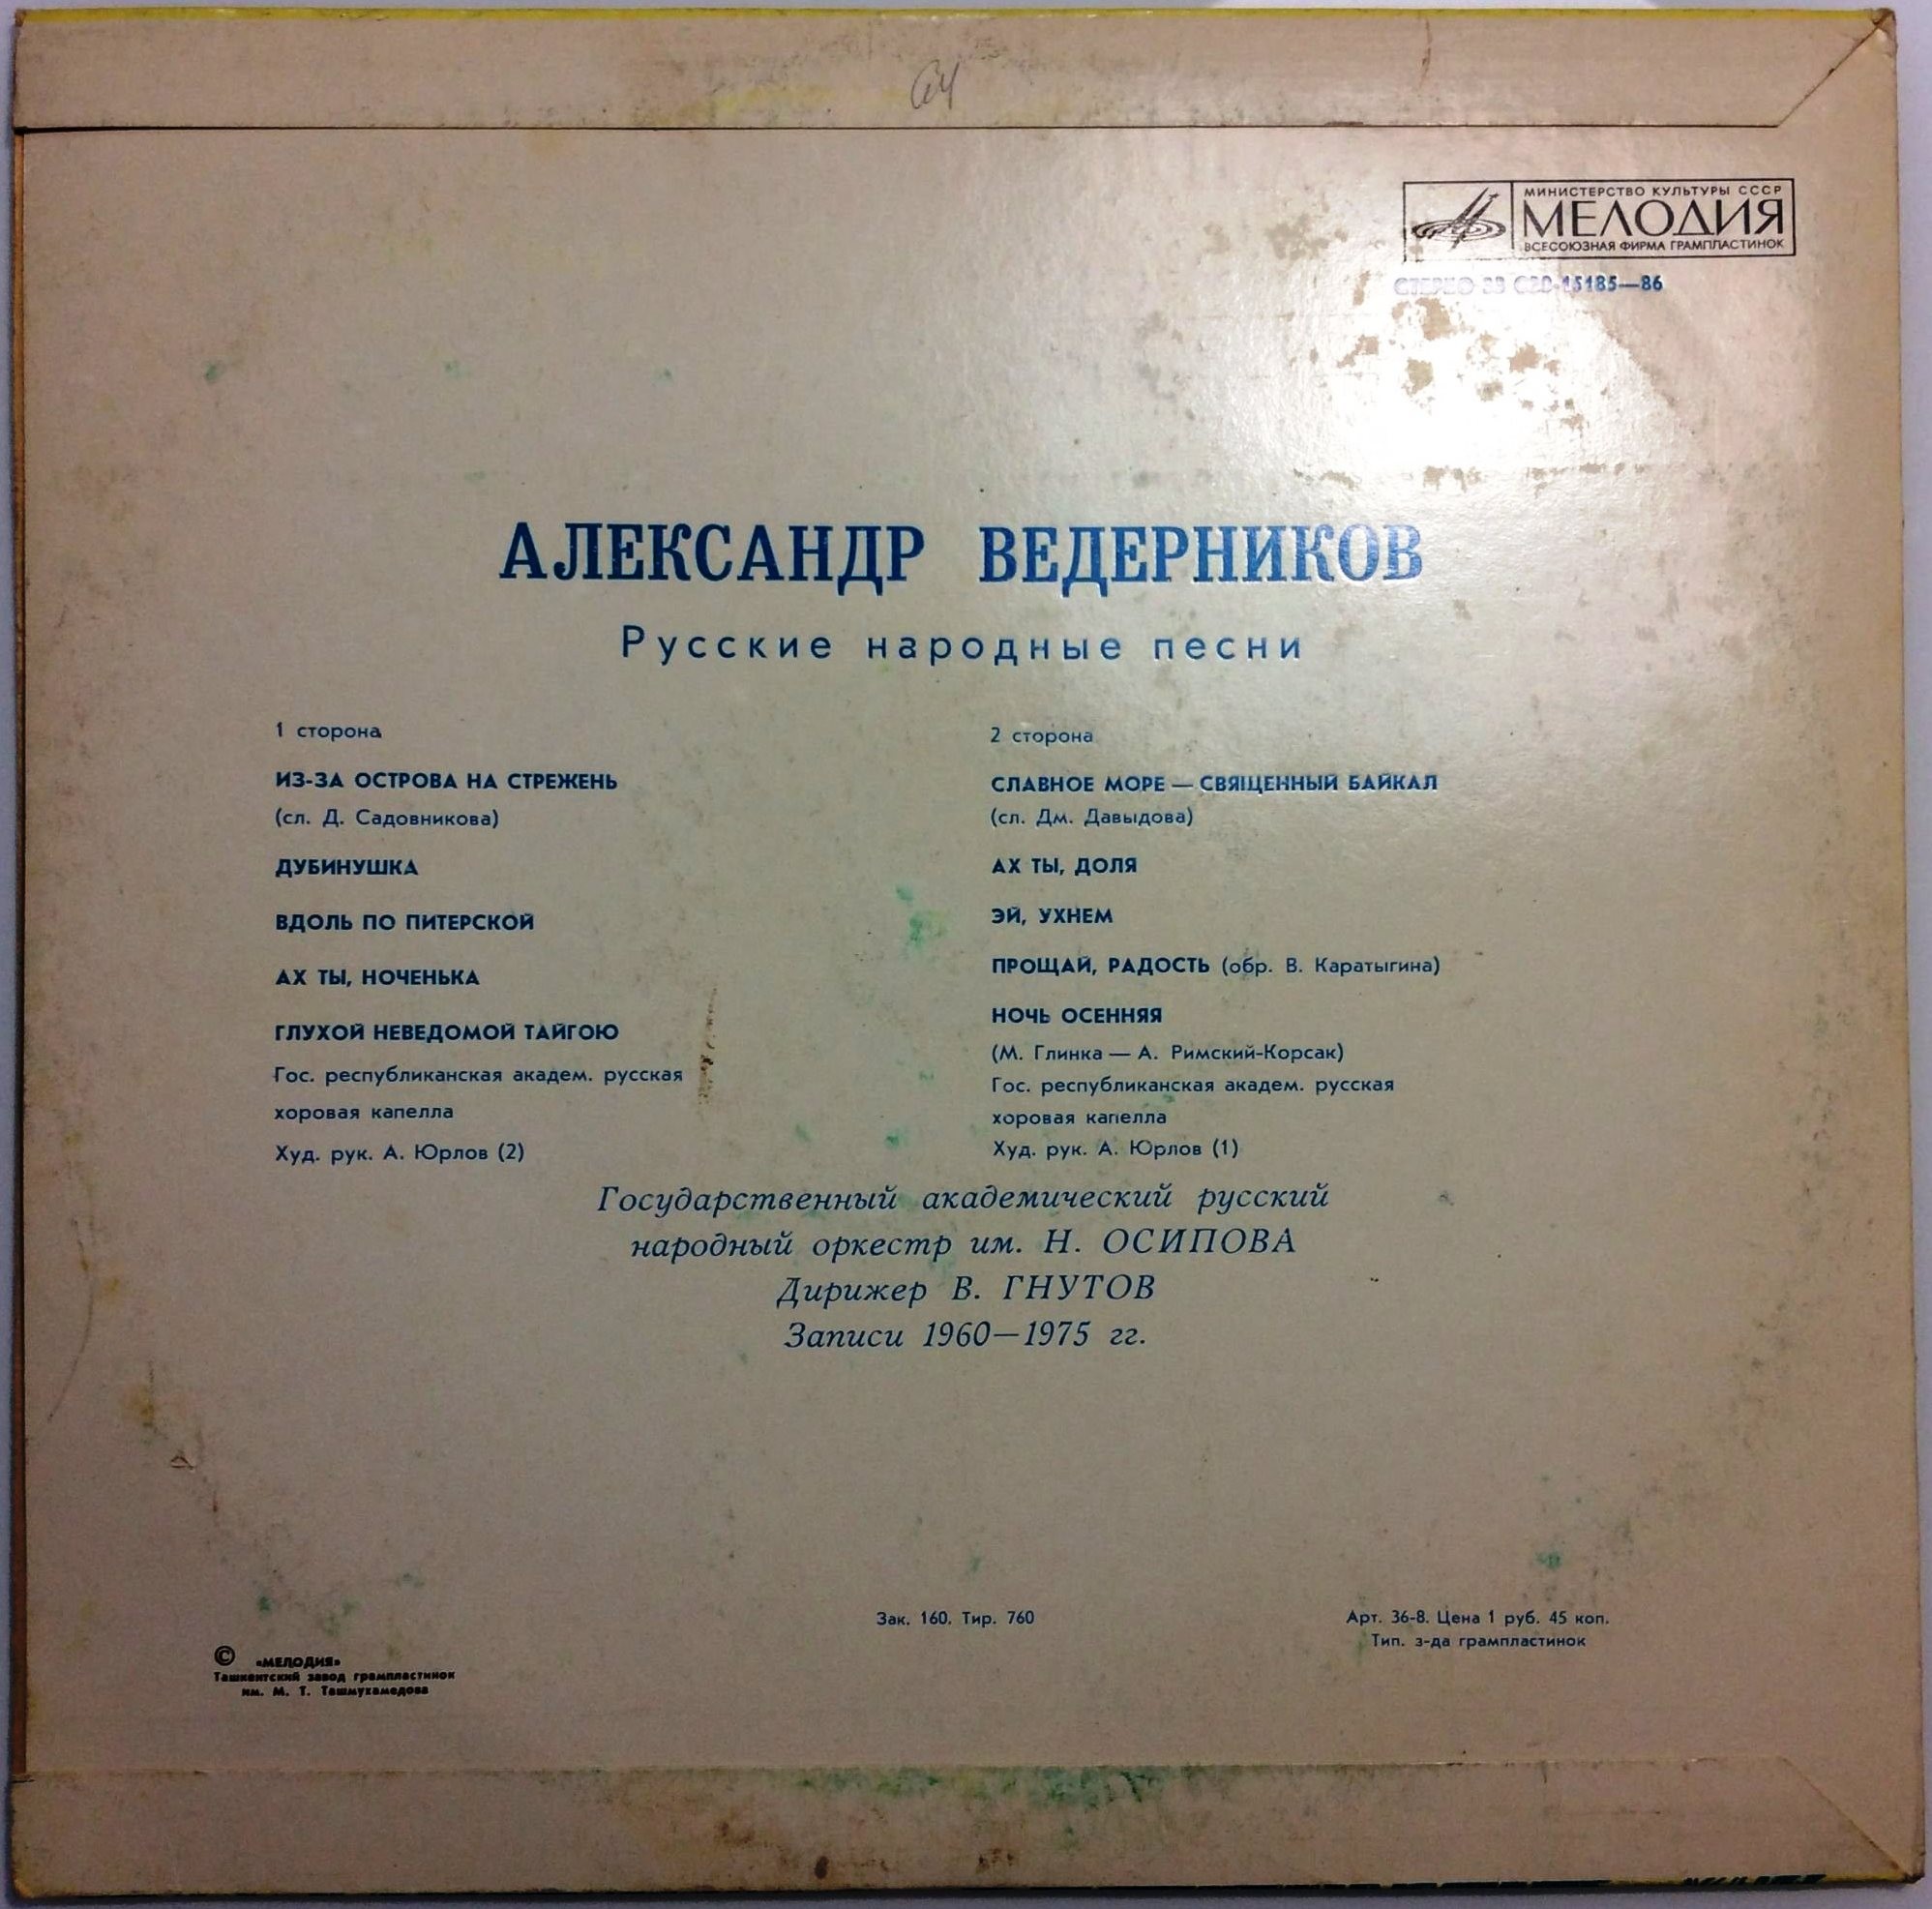 МИНИСТЕРСТВО КУЛЬТУРЫ СССР
МЕЛОДИЯ
ВСЕСОЮЗНАЯ ФИРМА ГРАМПЛАСТИНОК
СТЕРЕО 33 С20-15185—86
АЛЕКСАНДР ВЕДЕРНИКОВ
Русские народные песни
1 сторона
ИЗ-ЗА ОСТРОВА НА СТРЕЖЕНЬ
(сл. Д. Садовникова)
ДУБИНУШКА
ВДОЛЬ ПО ПИТЕРСКОЙ
АХ ТЫ, НОЧЕНЬКА
ГЛУХОЙ НЕВЕДОМОЙ ТАЙГОЮ
Гос. республиканская академ. русская
хоровая капелла
Худ. рук. А. Юрлов (2)
2 сторона
СЛАВНОЕ МОРЕ — СВЯЩЕННЫЙ БАЙКАЛ
(сл. Дм. Давыдова)
АХ ТЫ, ДОЛЯ
ЭЙ, УХНЕМ
ПРОЩАЙ, РАДОСТЬ (обр. В. Каратыгина)
НОЧЬ ОСЕННЯЯ
(М. Глинка — А. Римский-Корсак)
Гос. республиканская академ. русская
хоровая капелла
Худ. рук. А. Юрлов (1)
Государственный академический русский
народный оркестр им. Н. ОСИПОВА
Дирижер В. ГНУТОВ
Записи 1960—1975 гг.
Зак. 160. Тир. 760
Арт. 36-8. Цена 1 руб. 45 коп.
Тип. з-да грампластинок
© «МЕЛОДИЯ»
Ташкентский завод грампластинок
им. М. Т. Ташмухамедова